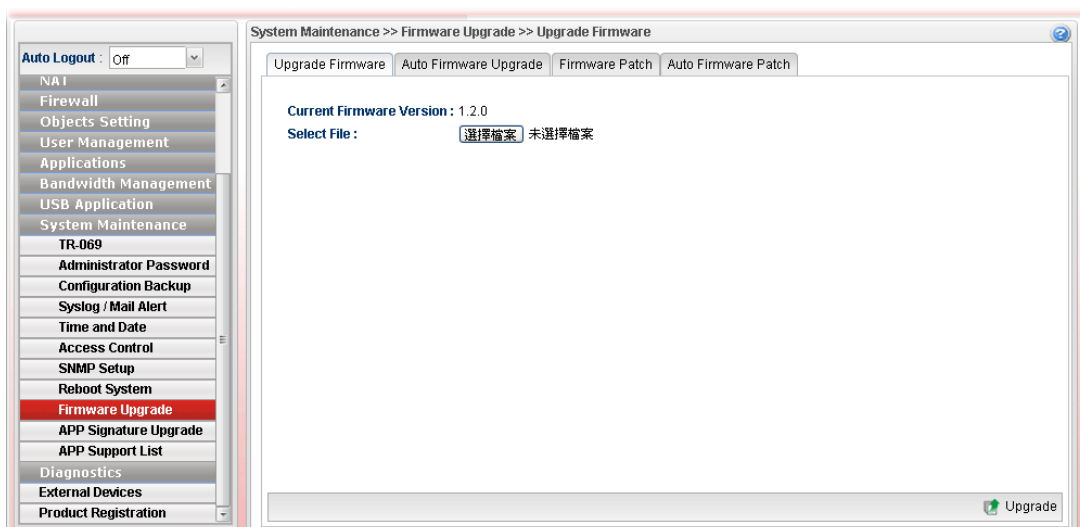 System Maintenance >> Firmware Upgrade >> Upgrade Firmware
Auto Logout : Off
NAT
Firewall
Objects Setting
User Management
Applications
Bandwidth Management
USB Application
System Maintenance
TR-069
Administrator Password
Configuration Backup
Syslog / Mail Alert
Time and Date
Access Control
SNMP Setup
Reboot System
Firmware Upgrade
APP Signature Upgrade
APP Support List
Diagnostics
External Devices
Product Registration
Upgrade Firmware Auto Firmware Upgrade Firmware Patch Auto Firmware Patch
Current Firmware Version : 1.2.0
Select File : 選擇檔案 未選擇檔案
Upgrade